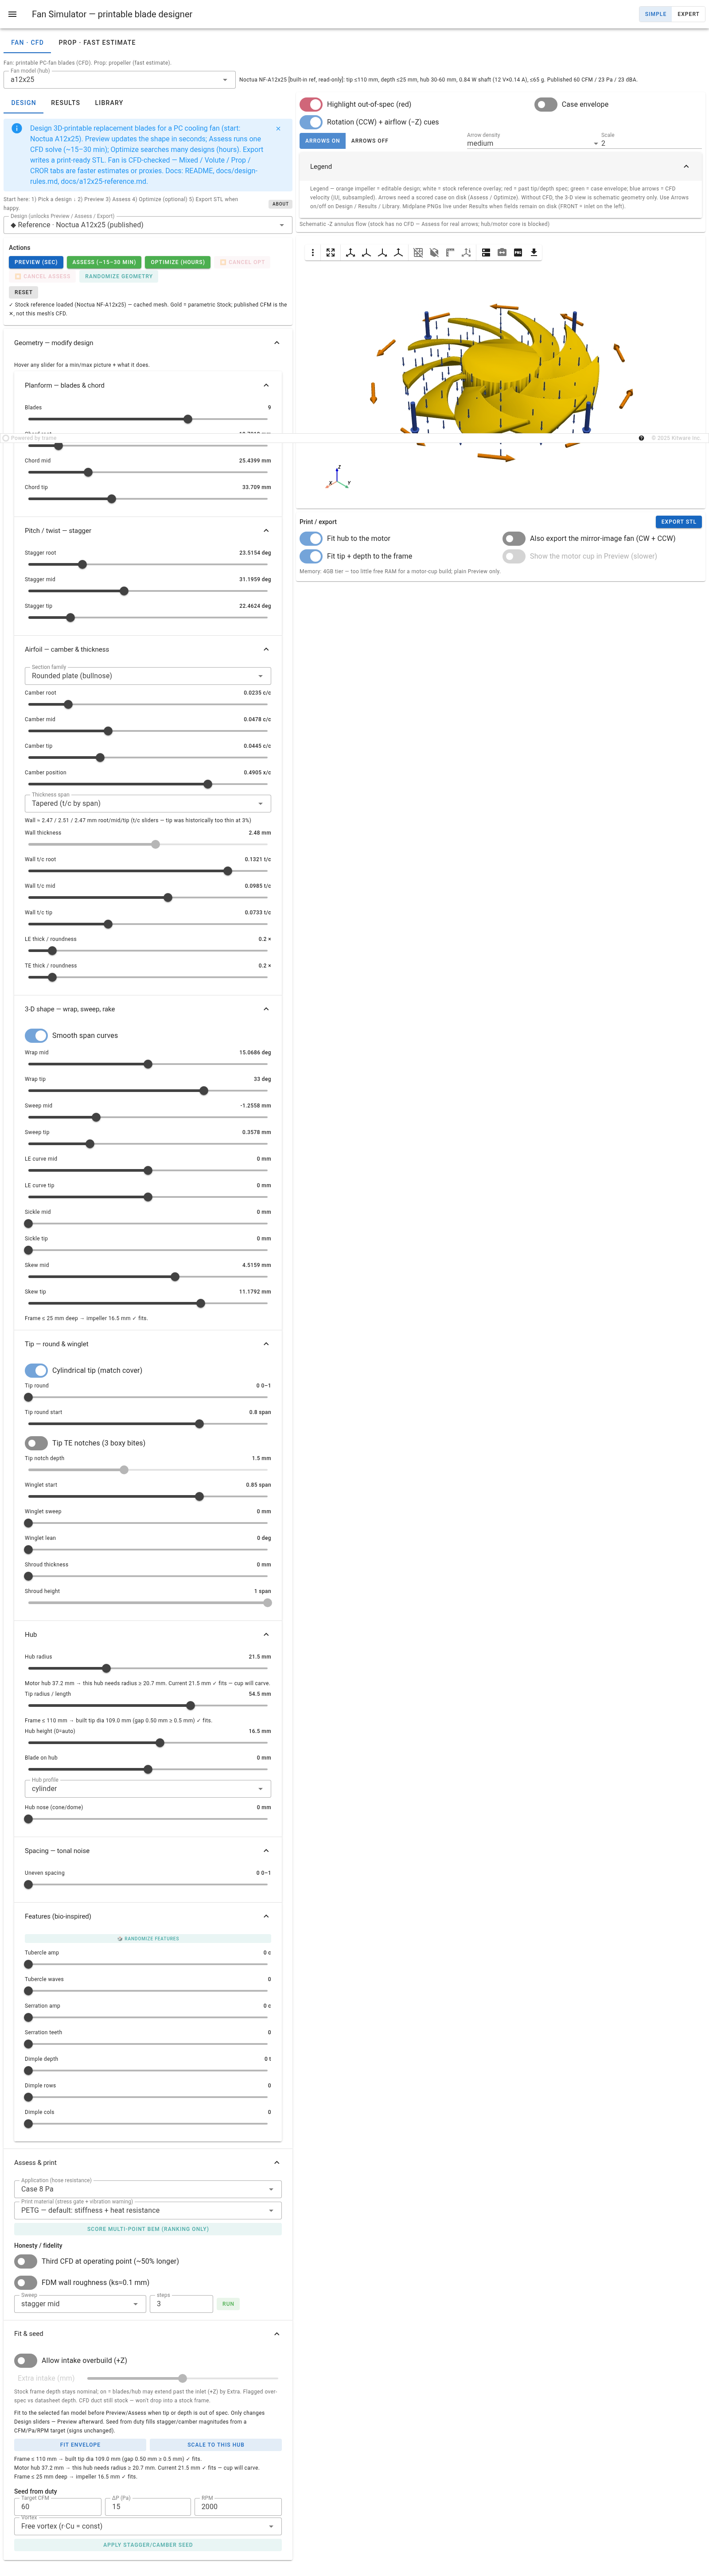 Fan Simulator — printable blade designer
SIMPLE EXPERT
FAN · CFD PROP · FAST ESTIMATE
Fan: printable PC-fan blades (CFD). Prop: propeller (fast estimate).
Fan model (hub)
a12x25
Noctua NF-A12x25 [built-in ref, read-only]: tip ≤110 mm, depth ≤25 mm, hub 30-60 mm, 0.84 W shaft (12 V×0.14 A), ≤65 g. Published 60 CFM / 23 Pa / 23 dBA.
DESIGN RESULTS LIBRARY
Design 3D-printable replacement blades for a PC cooling fan (start:
Noctua A12x25). Preview updates the shape in seconds; Assess runs one
CFD solve (~15–30 min); Optimize searches many designs (hours). Export
writes a print-ready STL. Fan is CFD-checked — Mixed / Volute / Prop /
CROR tabs are faster estimates or proxies. Docs: README, docs/design-
rules.md, docs/a12x25-reference.md.
Start here: 1) Pick a design ↓ 2) Preview 3) Assess 4) Optimize (optional) 5) Export STL when
happy.
ABOUT
Design (unlocks Preview / Assess / Export)
◆ Reference · Noctua A12x25 (published)
Actions
PREVIEW (SEC) ASSESS (~15–30 MIN) OPTIMIZE (HOURS) CANCEL OPT
CANCEL ASSESS RANDOMIZE GEOMETRY
RESET
✓ Stock reference loaded (Noctua NF-A12x25) — cached mesh. Gold = parametric Stock; published CFM is the
✕, not this mesh's CFD.
Geometry — modify design
Hover any slider for a min/max picture + what it does.
Planform — blades & chord
Blades 9
Powered by trame
© 2025 Kitware Inc.
Chord mid 25.4399 mm
Chord tip 33.709 mm
Pitch / twist — stagger
Stagger root 23.5154 deg
Stagger mid 31.1959 deg
Stagger tip 22.4624 deg
Airfoil — camber & thickness
Section family
Rounded plate (bullnose)
Camber root 0.0235 c/c
Camber mid 0.0478 c/c
Camber tip 0.0445 c/c
Camber position 0.4905 x/c
Thickness span
Tapered (t/c by span)
Wall ≈ 2.47 / 2.51 / 2.47 mm root/mid/tip (t/c sliders — tip was historically too thin at 3%)
Wall thickness 2.48 mm
Wall t/c root 0.1321 t/c
Wall t/c mid 0.0985 t/c
Wall t/c tip 0.0733 t/c
LE thick / roundness 0.2 ×
TE thick / roundness 0.2 ×
3-D shape — wrap, sweep, rake
Smooth span curves
Wrap mid 15.0686 deg
Wrap tip 33 deg
Sweep mid -1.2558 mm
Sweep tip 0.3578 mm
LE curve mid 0 mm
LE curve tip 0 mm
Sickle mid 0 mm
Sickle tip 0 mm
Skew mid 4.5159 mm
Skew tip 11.1792 mm
Frame ≤ 25 mm deep → impeller 16.5 mm ✓ fits.
Tip — round & winglet
Cylindrical tip (match cover)
Tip round 0 0–1
Tip round start 0.8 span
Tip TE notches (3 boxy bites)
Tip notch depth 1.5 mm
Winglet start 0.85 span
Winglet sweep 0 mm
Winglet lean 0 deg
Shroud thickness 0 mm
Shroud height 1 span
Hub
Hub radius 21.5 mm
Motor hub 37.2 mm → this hub needs radius ≥ 20.7 mm. Current 21.5 mm ✓ fits — cup will carve.
Tip radius / length 54.5 mm
Frame ≤ 110 mm → built tip dia 109.0 mm (gap 0.50 mm ≥ 0.5 mm) ✓ fits.
Hub height (0=auto) 16.5 mm
Blade on hub 0 mm
Hub profile
cylinder
Hub nose (cone/dome) 0 mm
Spacing — tonal noise
Uneven spacing 0 0–1
Features (bio-inspired)
RANDOMIZE FEATURES
Tubercle amp 0 c
Tubercle waves 0
Serration amp 0 c
Serration teeth 0
Dimple depth 0 t
Dimple rows 0
Dimple cols 0
Assess & print
Application (hose resistance)
Case 8 Pa
Print material (stress gate + vibration warning)
PETG — default: stiffness + heat resistance
SCORE MULTI-POINT BEM (RANKING ONLY)
Honesty / fidelity
Third CFD at operating point (~50% longer)
FDM wall roughness (ks≈0.1 mm)
Sweep
stagger mid
steps
3
RUN
Fit & seed
Allow intake overbuild (+Z)
Extra intake (mm)
Stock frame depth stays nominal; on = blades/hub may extend past the inlet (+Z) by Extra. Flagged over-
spec vs datasheet depth. CFD duct still stock — won't drop into a stock frame.
Fit to the selected fan model before Preview/Assess when tip or depth is out of spec. Only changes
Design sliders — Preview afterward. Seed from duty fills stagger/camber magnitudes from a
CFM/Pa/RPM target (signs unchanged).
FIT ENVELOPE SCALE TO THIS HUB
Frame ≤ 110 mm → built tip dia 109.0 mm (gap 0.50 mm ≥ 0.5 mm) ✓ fits.
Motor hub 37.2 mm → this hub needs radius ≥ 20.7 mm. Current 21.5 mm ✓ fits — cup will carve.
Frame ≤ 25 mm deep → impeller 16.5 mm ✓ fits.
Seed from duty
Target CFM
60
ΔP (Pa)
15
RPM
2000
Vortex
Free vortex (r·Cu = const)
APPLY STAGGER/CAMBER SEED
Highlight out-of-spec (red)
Case envelope
Rotation (CCW) + airflow (−Z) cues
ARROWS ON ARROWS OFF
Arrow density
medium
Scale
2
Legend
Legend — orange impeller = editable design; white = stock reference overlay; red = past tip/depth spec; green = case envelope; blue arrows = CFD
velocity (|U|, subsampled). Arrows need a scored case on disk (Assess / Optimize). Without CFD, the 3-D view is schematic geometry only. Use Arrows
on/off on Design / Results / Library. Midplane PNGs live under Results when fields remain on disk (FRONT = inlet on the left).
Schematic -Z annulus flow (stock has no CFD — Assess for real arrows; hub/motor core is blocked)
Z
X
Y
Print / export
EXPORT STL
Fit hub to the motor
Also export the mirror-image fan (CW + CCW)
Fit tip + depth to the frame
Show the motor cup in Preview (slower)
Memory: 4GB tier — too little free RAM for a motor-cup build; plain Preview only.